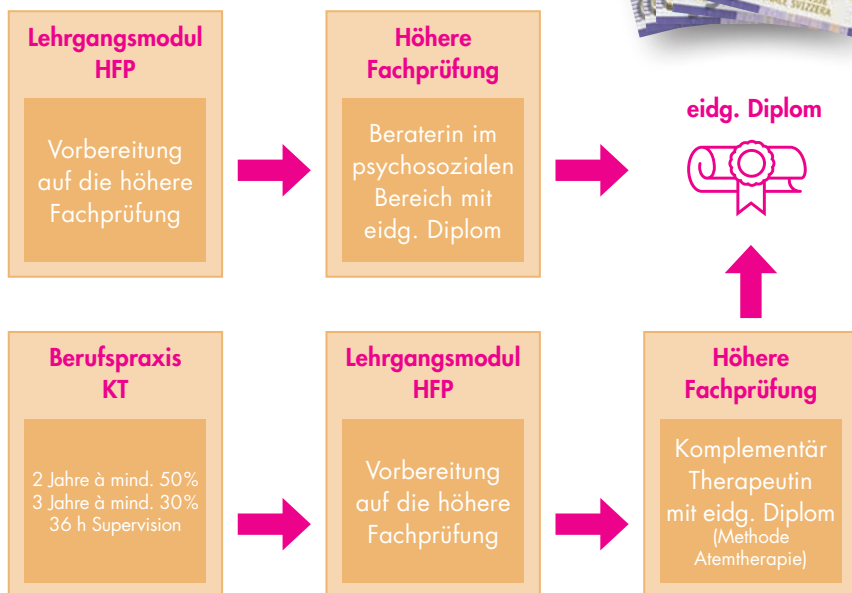 Lehrgangsmodul
HFP
Vorbereitung
auf die höhere
Fachprüfung
Höhere
Fachprüfung
Beraterin im
psychosozialen
Bereich mit
eidg. Diplom
eidg. Diplom
Berufspraxis
KT
2 Jahre à mind. 50%
3 Jahre à mind. 30%
36 h Supervision
Lehrgangsmodul
HFP
Vorbereitung
auf die höhere
Fachprüfung
Höhere
Fachprüfung
Komplementär
Therapeutin
mit eidg. Diplom
(Methode
Atemtherapie)